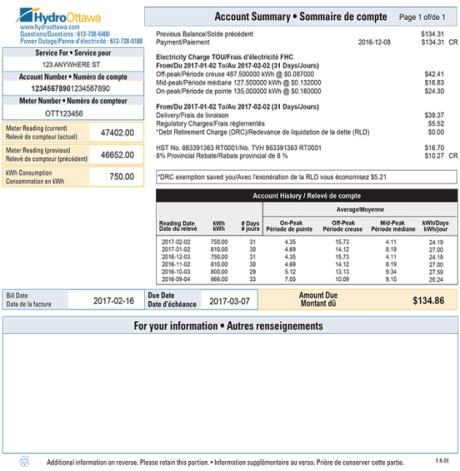 HydroOttawa
www.hydroottawa.com
Questions/Questions: 613-738-6400
Power Outage/Panne d'électricité: 613-738-0188
Service For • Service pour
123 ANYWHERE ST
Account Number • Numéro de compte
12345678901234567890
Meter Number • Numéro de compteur
OTT123456
Meter Reading (current)
Relevé de compteur (actuel) 47402.00
Meter Reading (previous)
Relevé de compteur (précédent) 46652.00
kWh Consumption
Consommation en kWh 750.00
Account Summary • Sommaire de compte Page 1 of/de 1
Previous Balance/Solde précédent $134.31
Payment/Paiement 2016-12-08 $134.31 CR
Electricity Charge TOU/Frais d'électricité FHC
From/Du 2017-01-02 To/Au 2017-02-02 (31 Days/Jours)
Off-peak/Période creuse 487.500000 kWh @ $0.087000 $42.41
Mid-peak/Période médiane 127.500000 kWh @ $0.132000 $16.83
On-peak/Période de pointe 135.000000 kWh @ $0.180000 $24.30
From/Du 2017-01-02 To/Au 2017-02-02 (31 Days/Jours)
Delivery/Frais de livraison $39.37
Regulatory Charges/Frais réglementés $5.52
*Debt Retirement Charge (DRC)/Redevance de liquidation de la dette (RLD) $0.00
HST No. 863391363 RT0001/No. TVH 863391363 RT0001 $16.70
8% Provincial Rebate/Rabais provincial de 8 % $10.27 CR
*DRC exemption saved you/Avec l'exonération de la RLD vous économisez $5.21
Account History / Relevé de compte
Average/Moyenne
Reading Date kWh # Days On-Peak Off-Peak Mid-Peak kWh/Days
Date du relevé kWh # jours Période de pointe Période creuse Période médiane kWh/jour
2017-02-02 750.00 31 4.35 15.73 4.11 24.19
2017-01-02 810.00 30 4.69 14.12 8.19 27.00
2016-12-03 750.00 31 4.35 15.73 4.11 24.19
2016-11-02 810.00 30 4.69 14.12 8.19 27.00
2016-10-03 800.00 29 5.12 13.13 9.34 27.59
2016-09-04 866.00 33 7.05 10.09 9.10 26.24
Bill Date
Date de la facture 2017-02-16
Due Date
Date d'échéance 2017-03-07
Amount Due
Montant dû $134.86
For your information • Autres renseignements
Additional information on reverse. Please retain this portion. • Information supplémentaire au verso. Prière de conserver cette partie.
E & OE